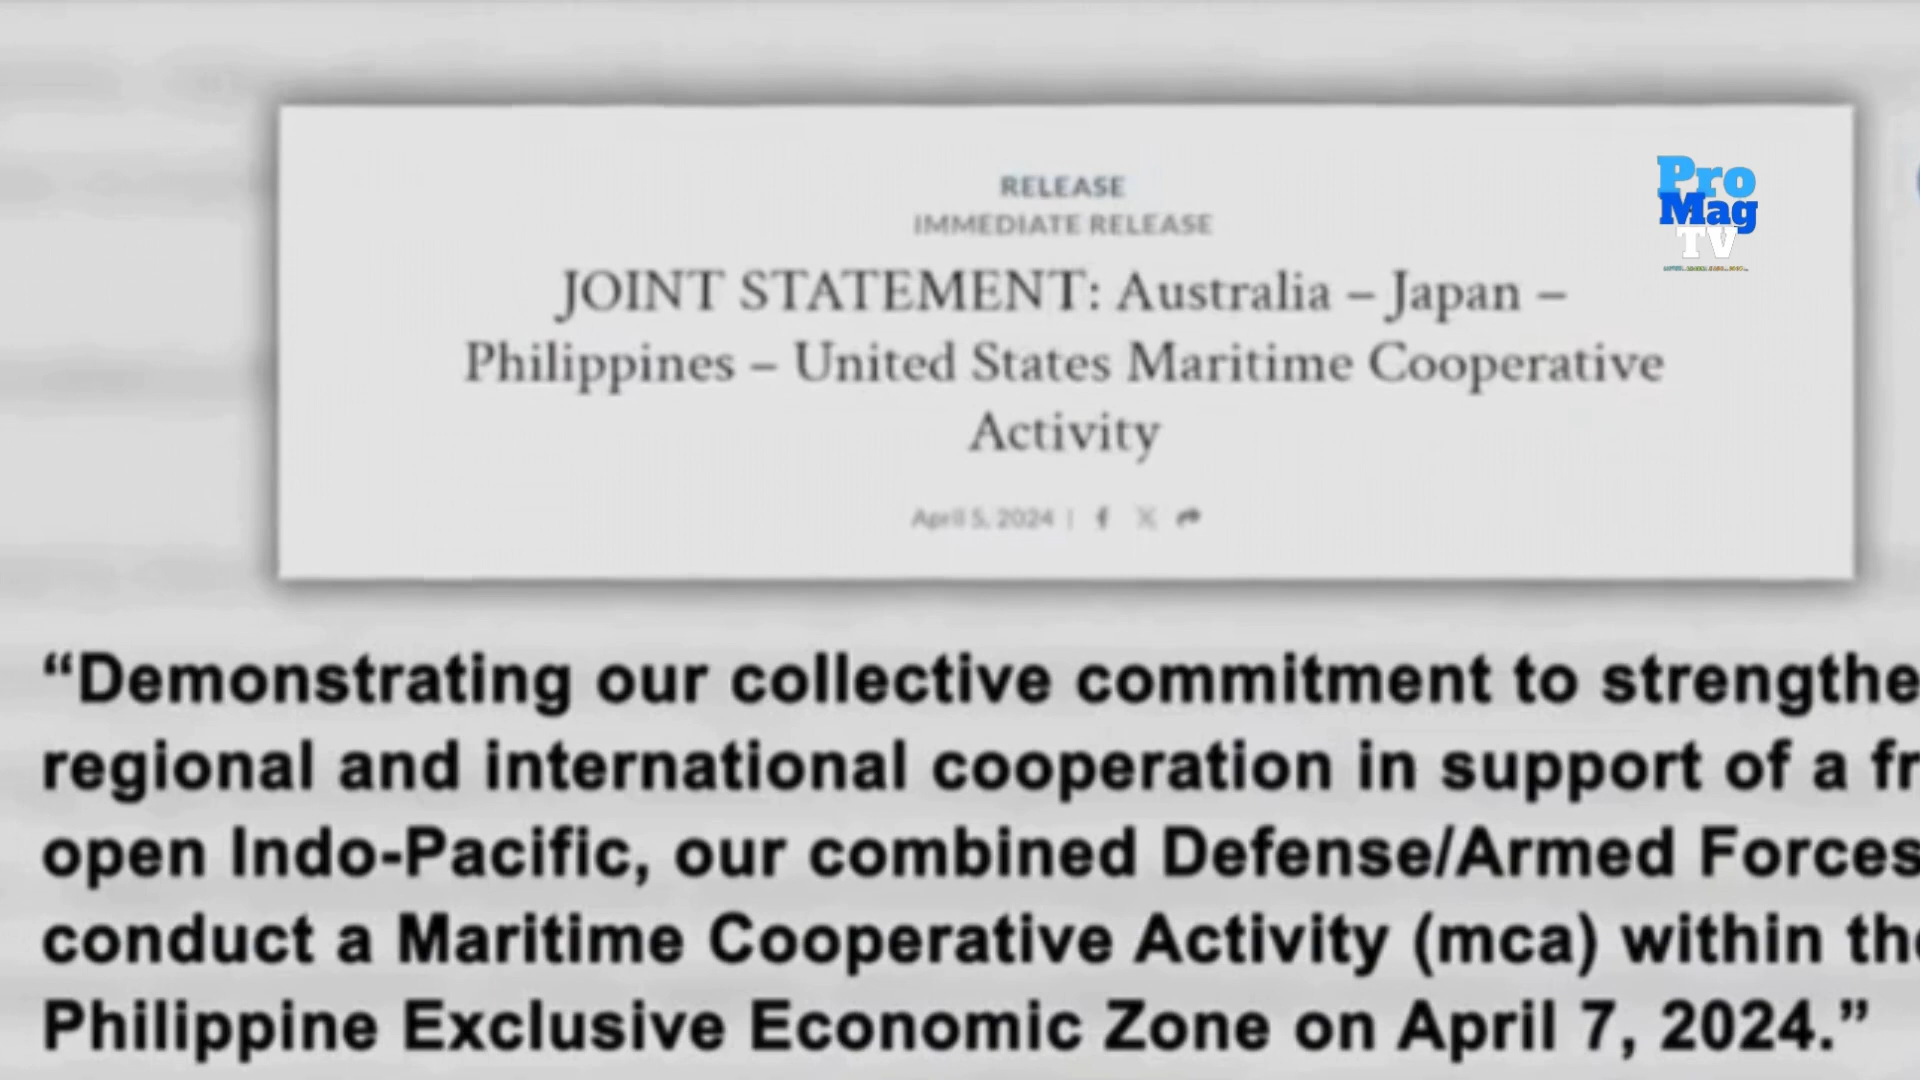 RELEASE
IMMEDIATE RELEASE
JOINT STATEMENT: Australia – Japan –
Philippines – United States Maritime Cooperative
Activity
April 5, 2024 |
Pro
Mag
TV
“Demonstrating our collective commitment to strengthe
regional and international cooperation in support of a fr
open Indo-Pacific, our combined Defense/Armed Forces
conduct a Maritime Cooperative Activity (mca) within the
Philippine Exclusive Economic Zone on April 7, 2024.”